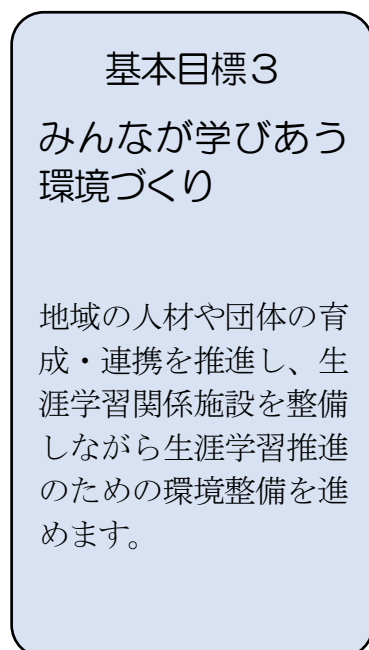 基本目標３
みんなが学びあう
環境づくり
地域の人材や団体の育
成・連携を推進し、生
涯学習関係施設を整備
しながら生涯学習推進
のための環境整備を進
めます。